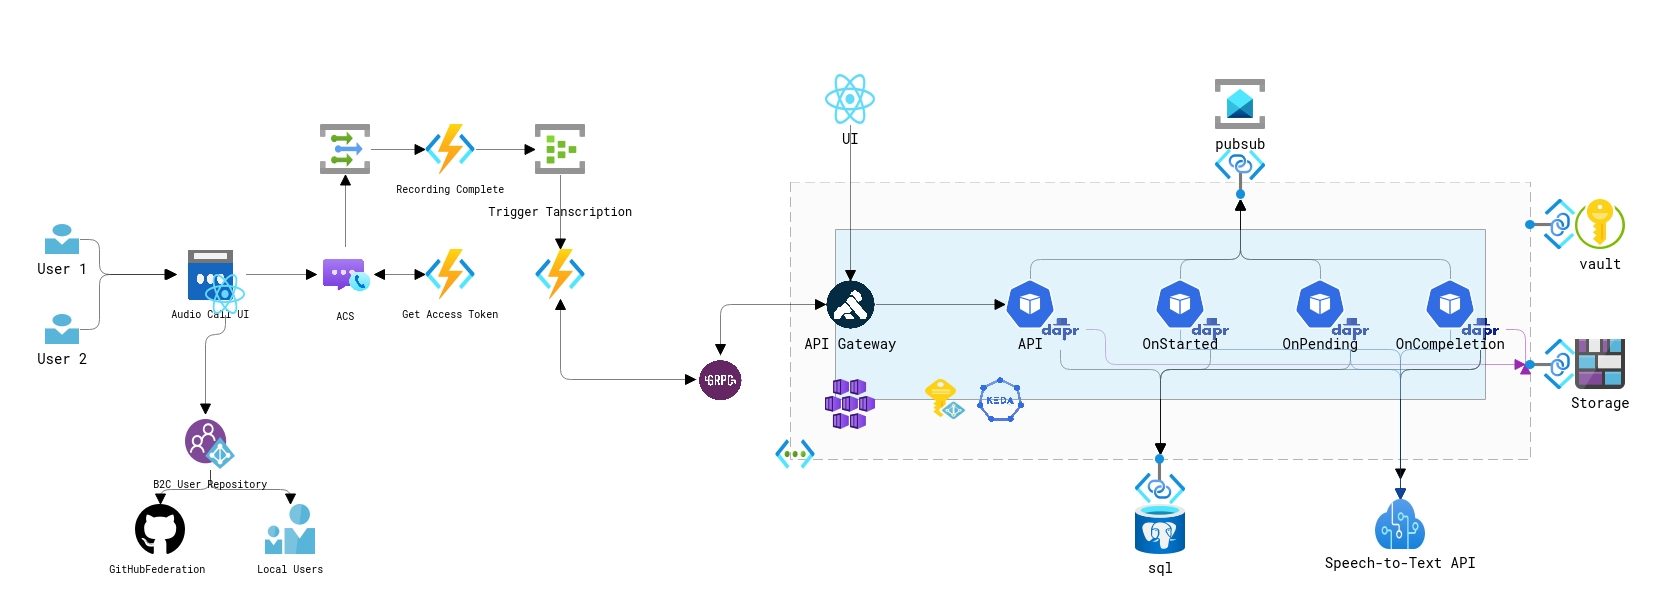 UI
pubsub
Recording Complete
Trigger Tanscription
User 1
vault
Audio Call UI
ACS
Get Access Token
dapr
dapr
dapr
dapr
API Gateway
API
OnStarted
OnPending
OnCompeletion
User 2
GRPC
KEDA
Storage
B2C User Repository
GitHubFederation
Local Users
sql
Speech-to-Text API